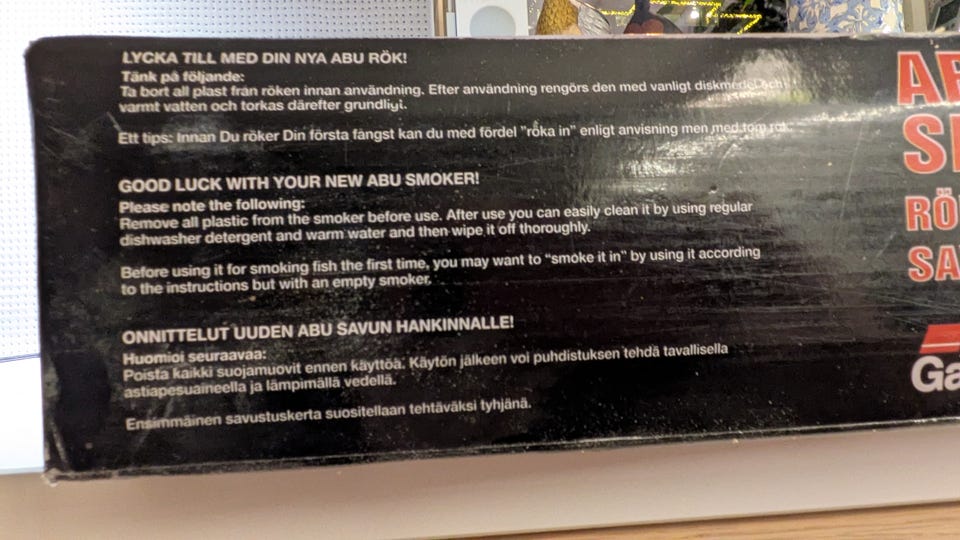 LYCKA TILL MED DIN NYA ABU RÖK!
Tänk på följande:
Ta bort all plast från röken innan användning. Efter användning rengörs den med vanligt diskmedel och
varmt vatten och torkas därefter grundligt.
Ett tips: Innan Du röker Din första fångst kan du med fördel "röka in" enligt anvisning men med tom rök.
GOOD LUCK WITH YOUR NEW ABU SMOKER!
Please note the following:
Remove all plastic from the smoker before use. After use you can easily clean it by using regular
dishwasher detergent and warm water and then wipe it off thoroughly.
Before using it for smoking fish the first time, you may want to "smoke it in" by using it according
to the instructions but with an empty smoker.
ONNITTELUT UUDEN ABU SAVUN HANKINNALLE!
Huomioi seuraavaa:
Poista kaikki suojamuovit ennen käyttöä. Käytön jälkeen voi puhdistuksen tehdä tavallisella
astiapesuaineella ja lämpimällä vedellä.
Ensimmäinen savustuskerta suositellaan tehtäväksi tyhjänä.